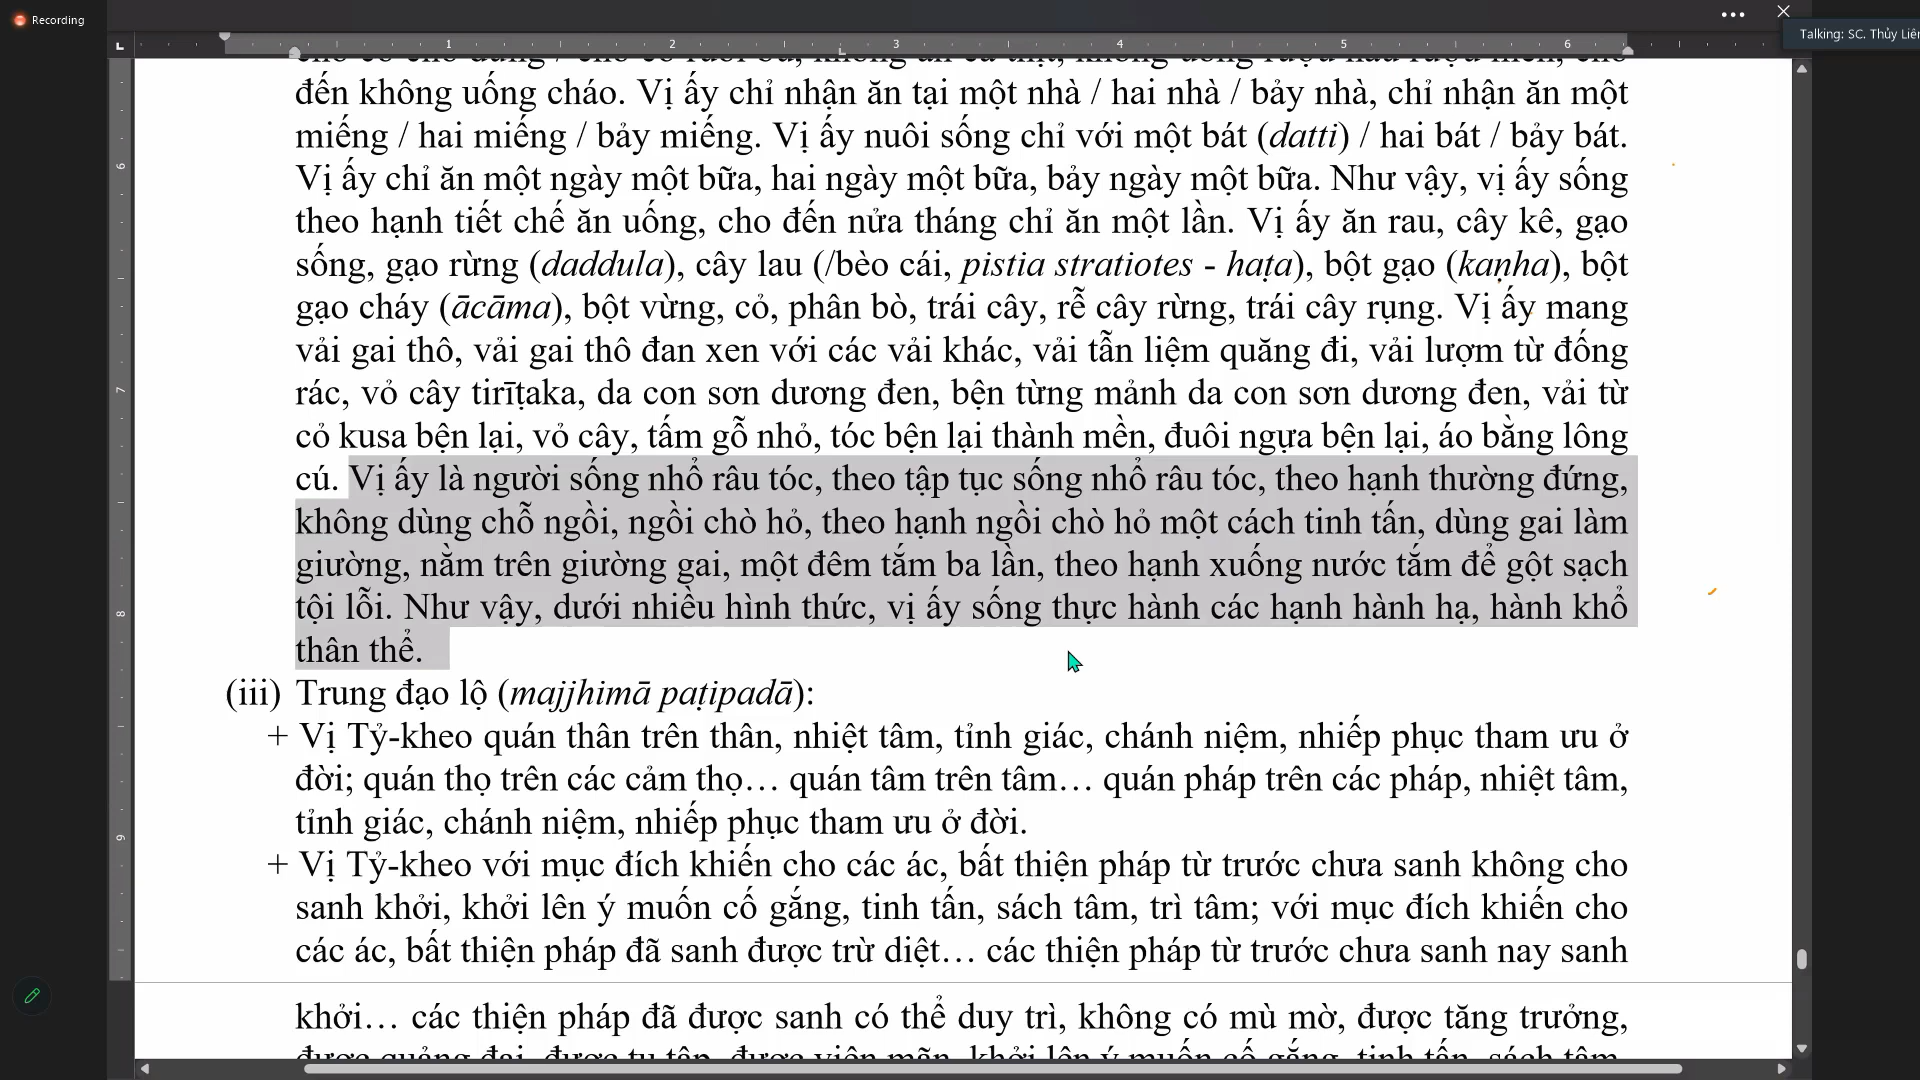 Recording
Talking: SC. Thủy Liê
1 2 3 4 5 6
đến không uống cháo. Vị ấy chỉ nhận ăn tại một nhà / hai nhà / bảy nhà, chỉ nhận ăn một
miếng / hai miếng / bảy miếng. Vị ấy nuôi sống chỉ với một bát (datti) / hai bát / bảy bát.
Vị ấy chỉ ăn một ngày một bữa, hai ngày một bữa, bảy ngày một bữa. Như vậy, vị ấy sống
theo hạnh tiết chế ăn uống, cho đến nửa tháng chỉ ăn một lần. Vị ấy ăn rau, cây kê, gạo
sống, gạo rừng (daddula), cây lau (/bèo cái, pistia stratiotes - haṭa), bột gạo (kaṇha), bột
gạo cháy (ācāma), bột vừng, cỏ, phân bò, trái cây, rễ cây rừng, trái cây rụng. Vị ấy mang
vải gai thô, vải gai thô đan xen với các vải khác, vải tẩn liệm quăng đi, vải lượm từ đống
rác, vỏ cây tirīṭaka, da con sơn dương đen, bện từng mảnh da con sơn dương đen, vải từ
cỏ kusa bện lại, vỏ cây, tấm gỗ nhỏ, tóc bện lại thành mền, đuôi ngựa bện lại, áo bằng lông
cú. Vị ấy là người sống nhổ râu tóc, theo tập tục sống nhổ râu tóc, theo hạnh thường đứng,
không dùng chỗ ngồi, ngồi chò hỏ, theo hạnh ngồi chò hỏ một cách tinh tấn, dùng gai làm
giường, nằm trên giường gai, một đêm tắm ba lần, theo hạnh xuống nước tắm để gột sạch
tội lỗi. Như vậy, dưới nhiều hình thức, vị ấy sống thực hành các hạnh hành hạ, hành khổ
thân thể.
(iii) Trung đạo lộ (majjhimā paṭipadā):
+ Vị Tỷ-kheo quán thân trên thân, nhiệt tâm, tỉnh giác, chánh niệm, nhiếp phục tham ưu ở
đời; quán thọ trên các cảm thọ… quán tâm trên tâm… quán pháp trên các pháp, nhiệt tâm,
tỉnh giác, chánh niệm, nhiếp phục tham ưu ở đời.
+ Vị Tỷ-kheo với mục đích khiến cho các ác, bất thiện pháp từ trước chưa sanh không cho
sanh khởi, khởi lên ý muốn cố gắng, tinh tấn, sách tâm, trì tâm; với mục đích khiến cho
các ác, bất thiện pháp đã sanh được trừ diệt… các thiện pháp từ trước chưa sanh nay sanh
khởi… các thiện pháp đã được sanh có thể duy trì, không có mù mờ, được tăng trưởng,
6
7
8
9